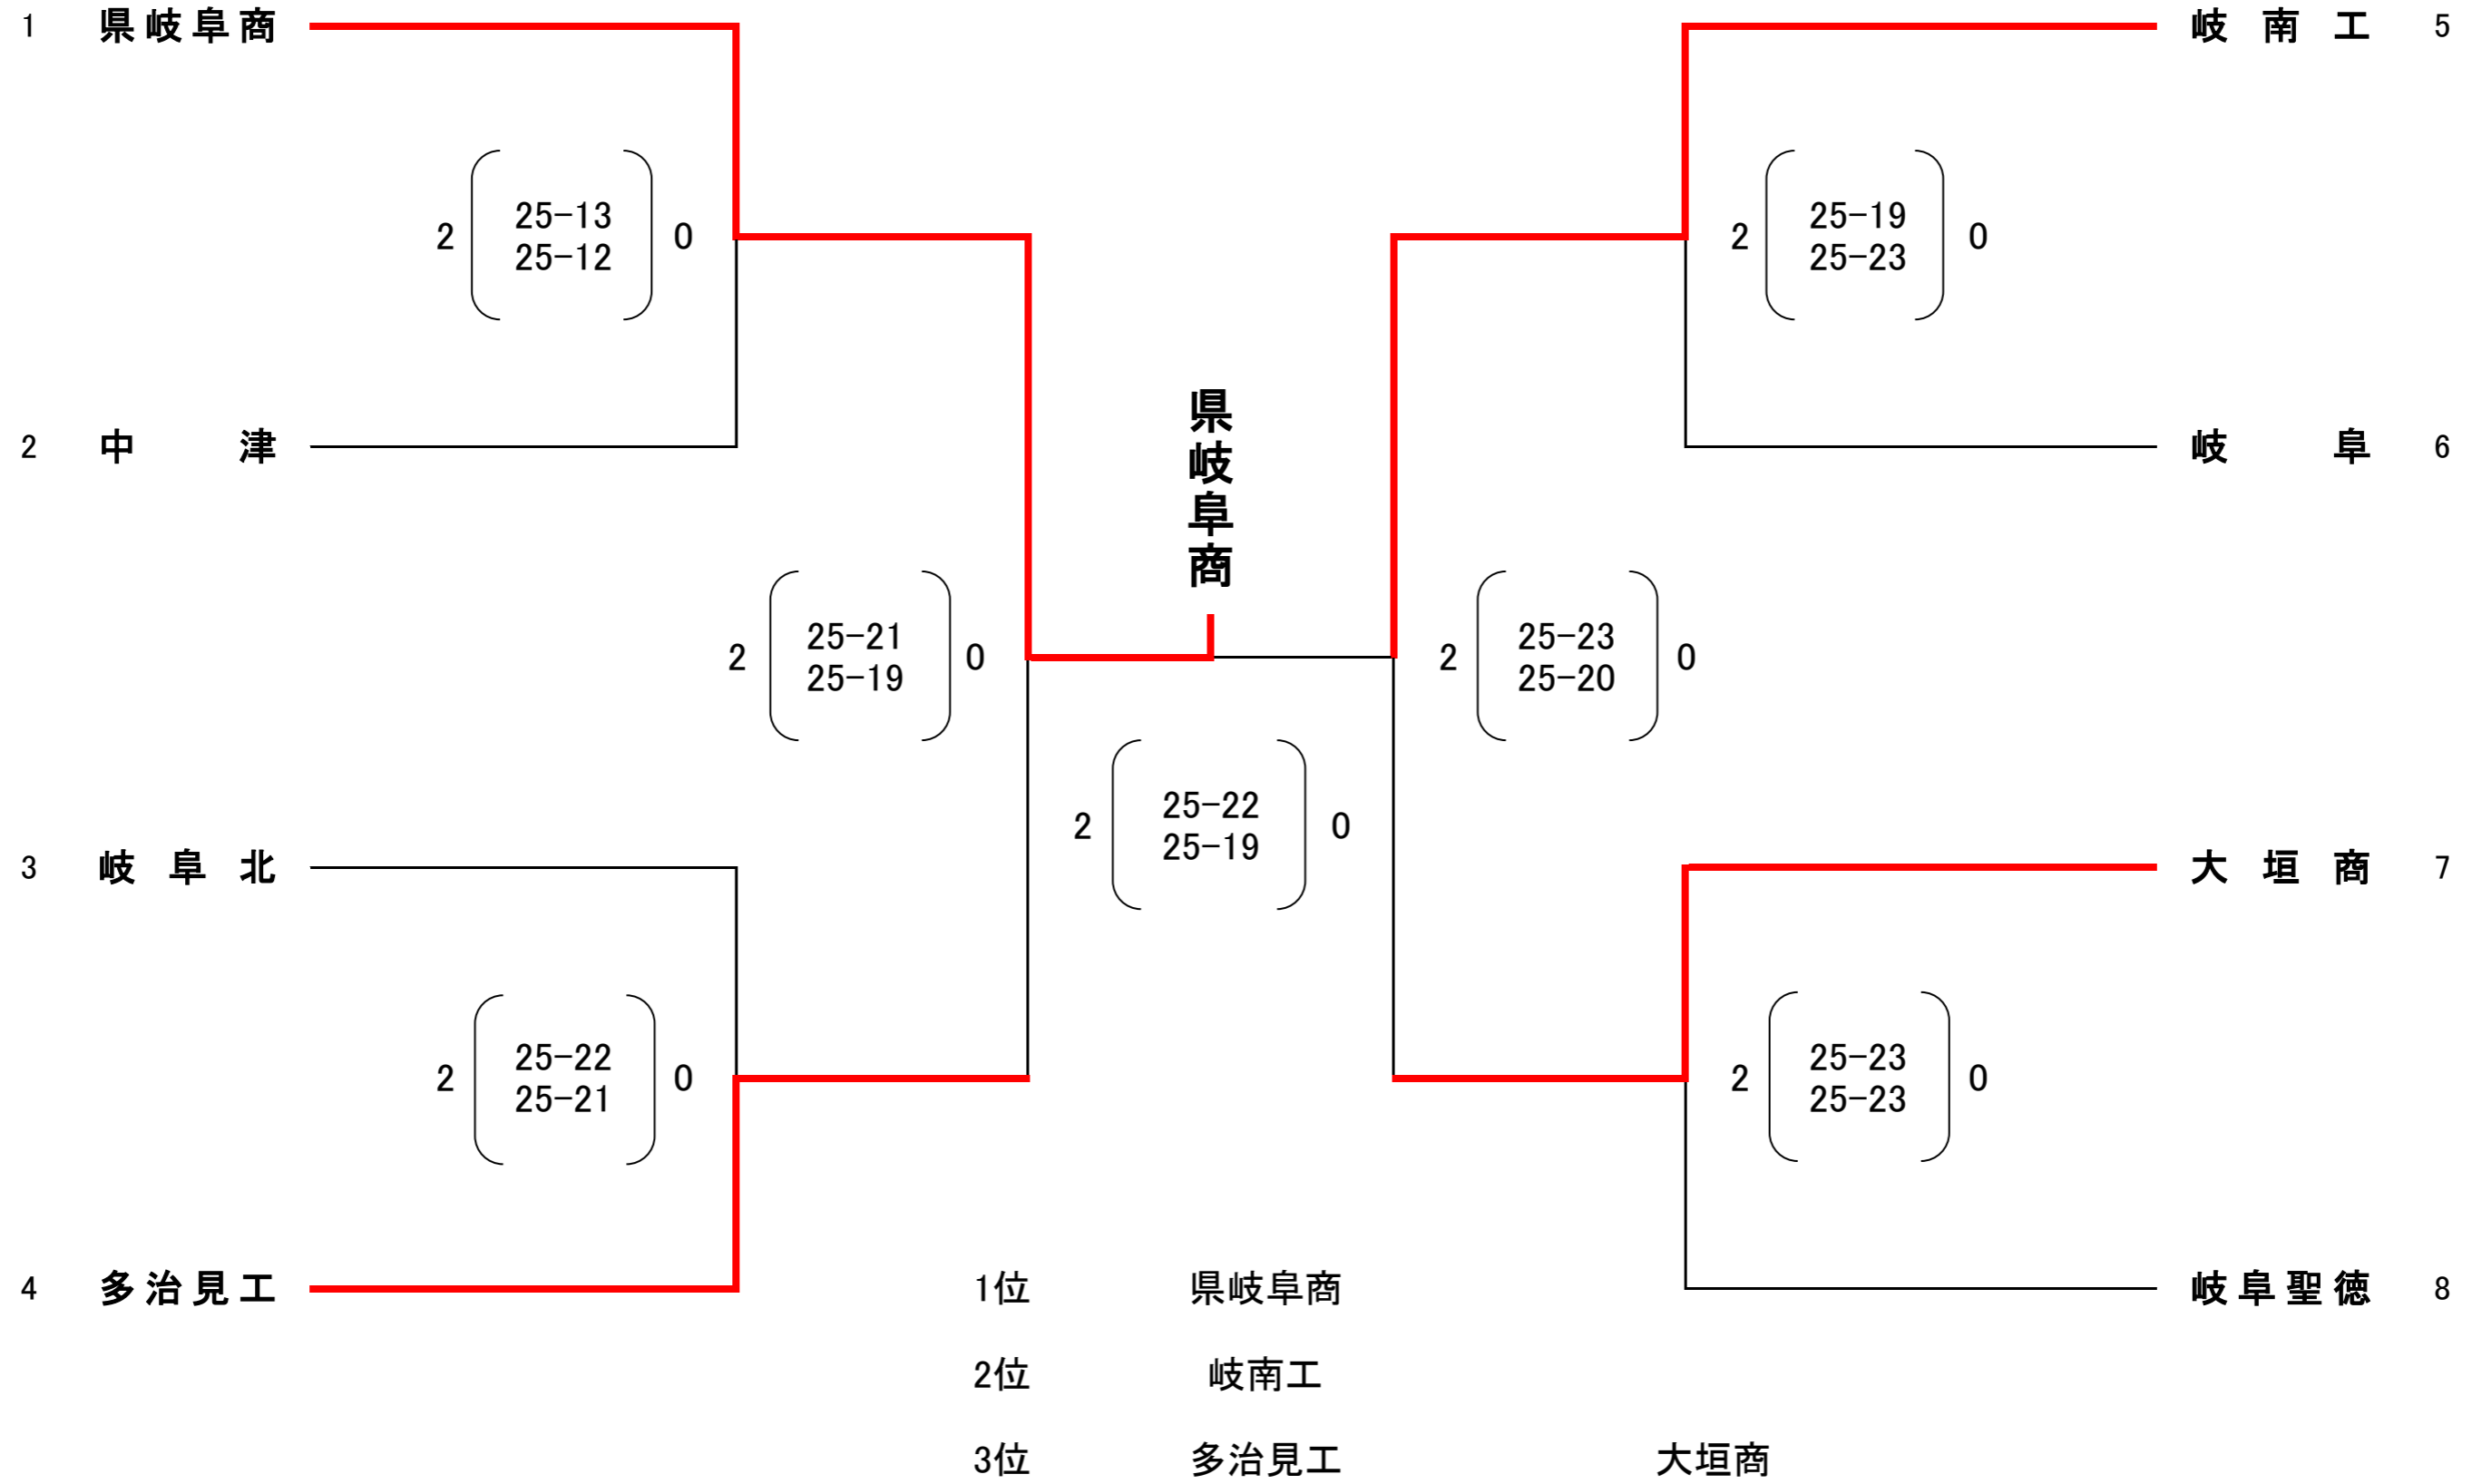 1 県岐阜商 岐南工 5
25-13 25-19
2 0 2 0
25-12 25-23
県岐阜商
2 中津 岐阜 6
25-21 25-23
2 0 2 0
25-19 25-20
25-22
2 0
25-19
3 岐阜北 大垣商 7
25-22 25-23
2 0 2 0
25-21 25-23
4 多治見工 岐阜聖徳 8
1位 県岐阜商
2位 岐南工
3位 多治見工 大垣商